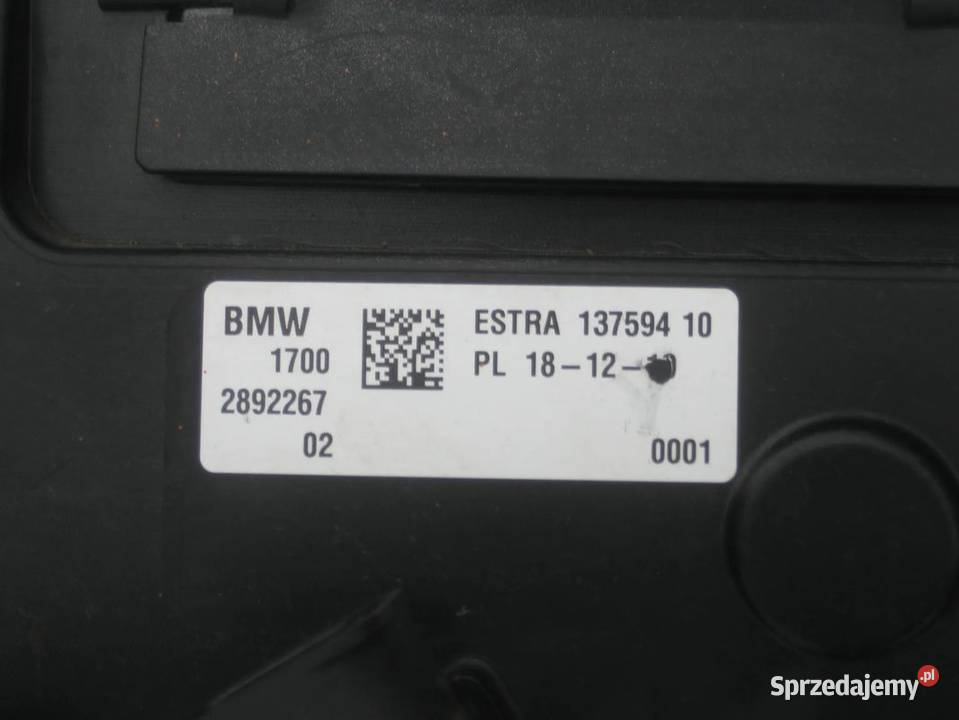 BMW
1700
2892267
02
ESTRA 137594 10
PL 18-12-
0001
Sprzedajemy.pl